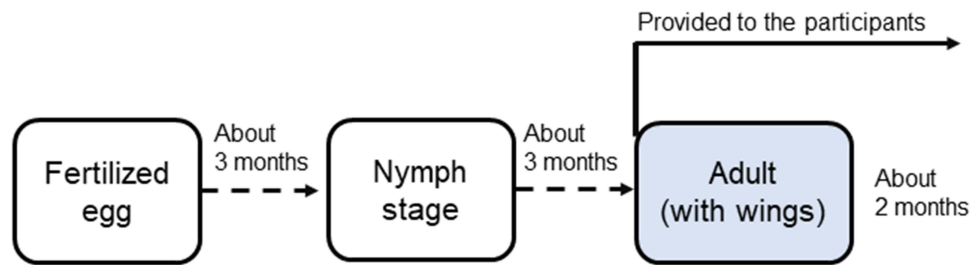 Provided to the participants
Fertilized
egg
About
3 months
Nymph
stage
About
3 months
Adult
(with wings)
About
2 months